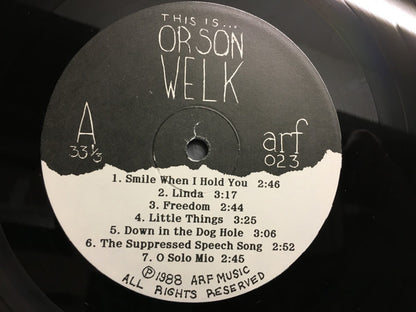 THIS IS...
ORSON
WELK
A
33⅓
arf
023
1. Smile When I Hold You 2:46
2. Linda 3:17
3. Freedom 2:44
4. Little Things 3:25
5. Down in the Dog Hole 3:06
6. The Suppressed Speech Song 2:52
7. O Solo Mio 2:45
Ⓟ1988 ARF MUSIC
ALL RIGHTS RESERVED